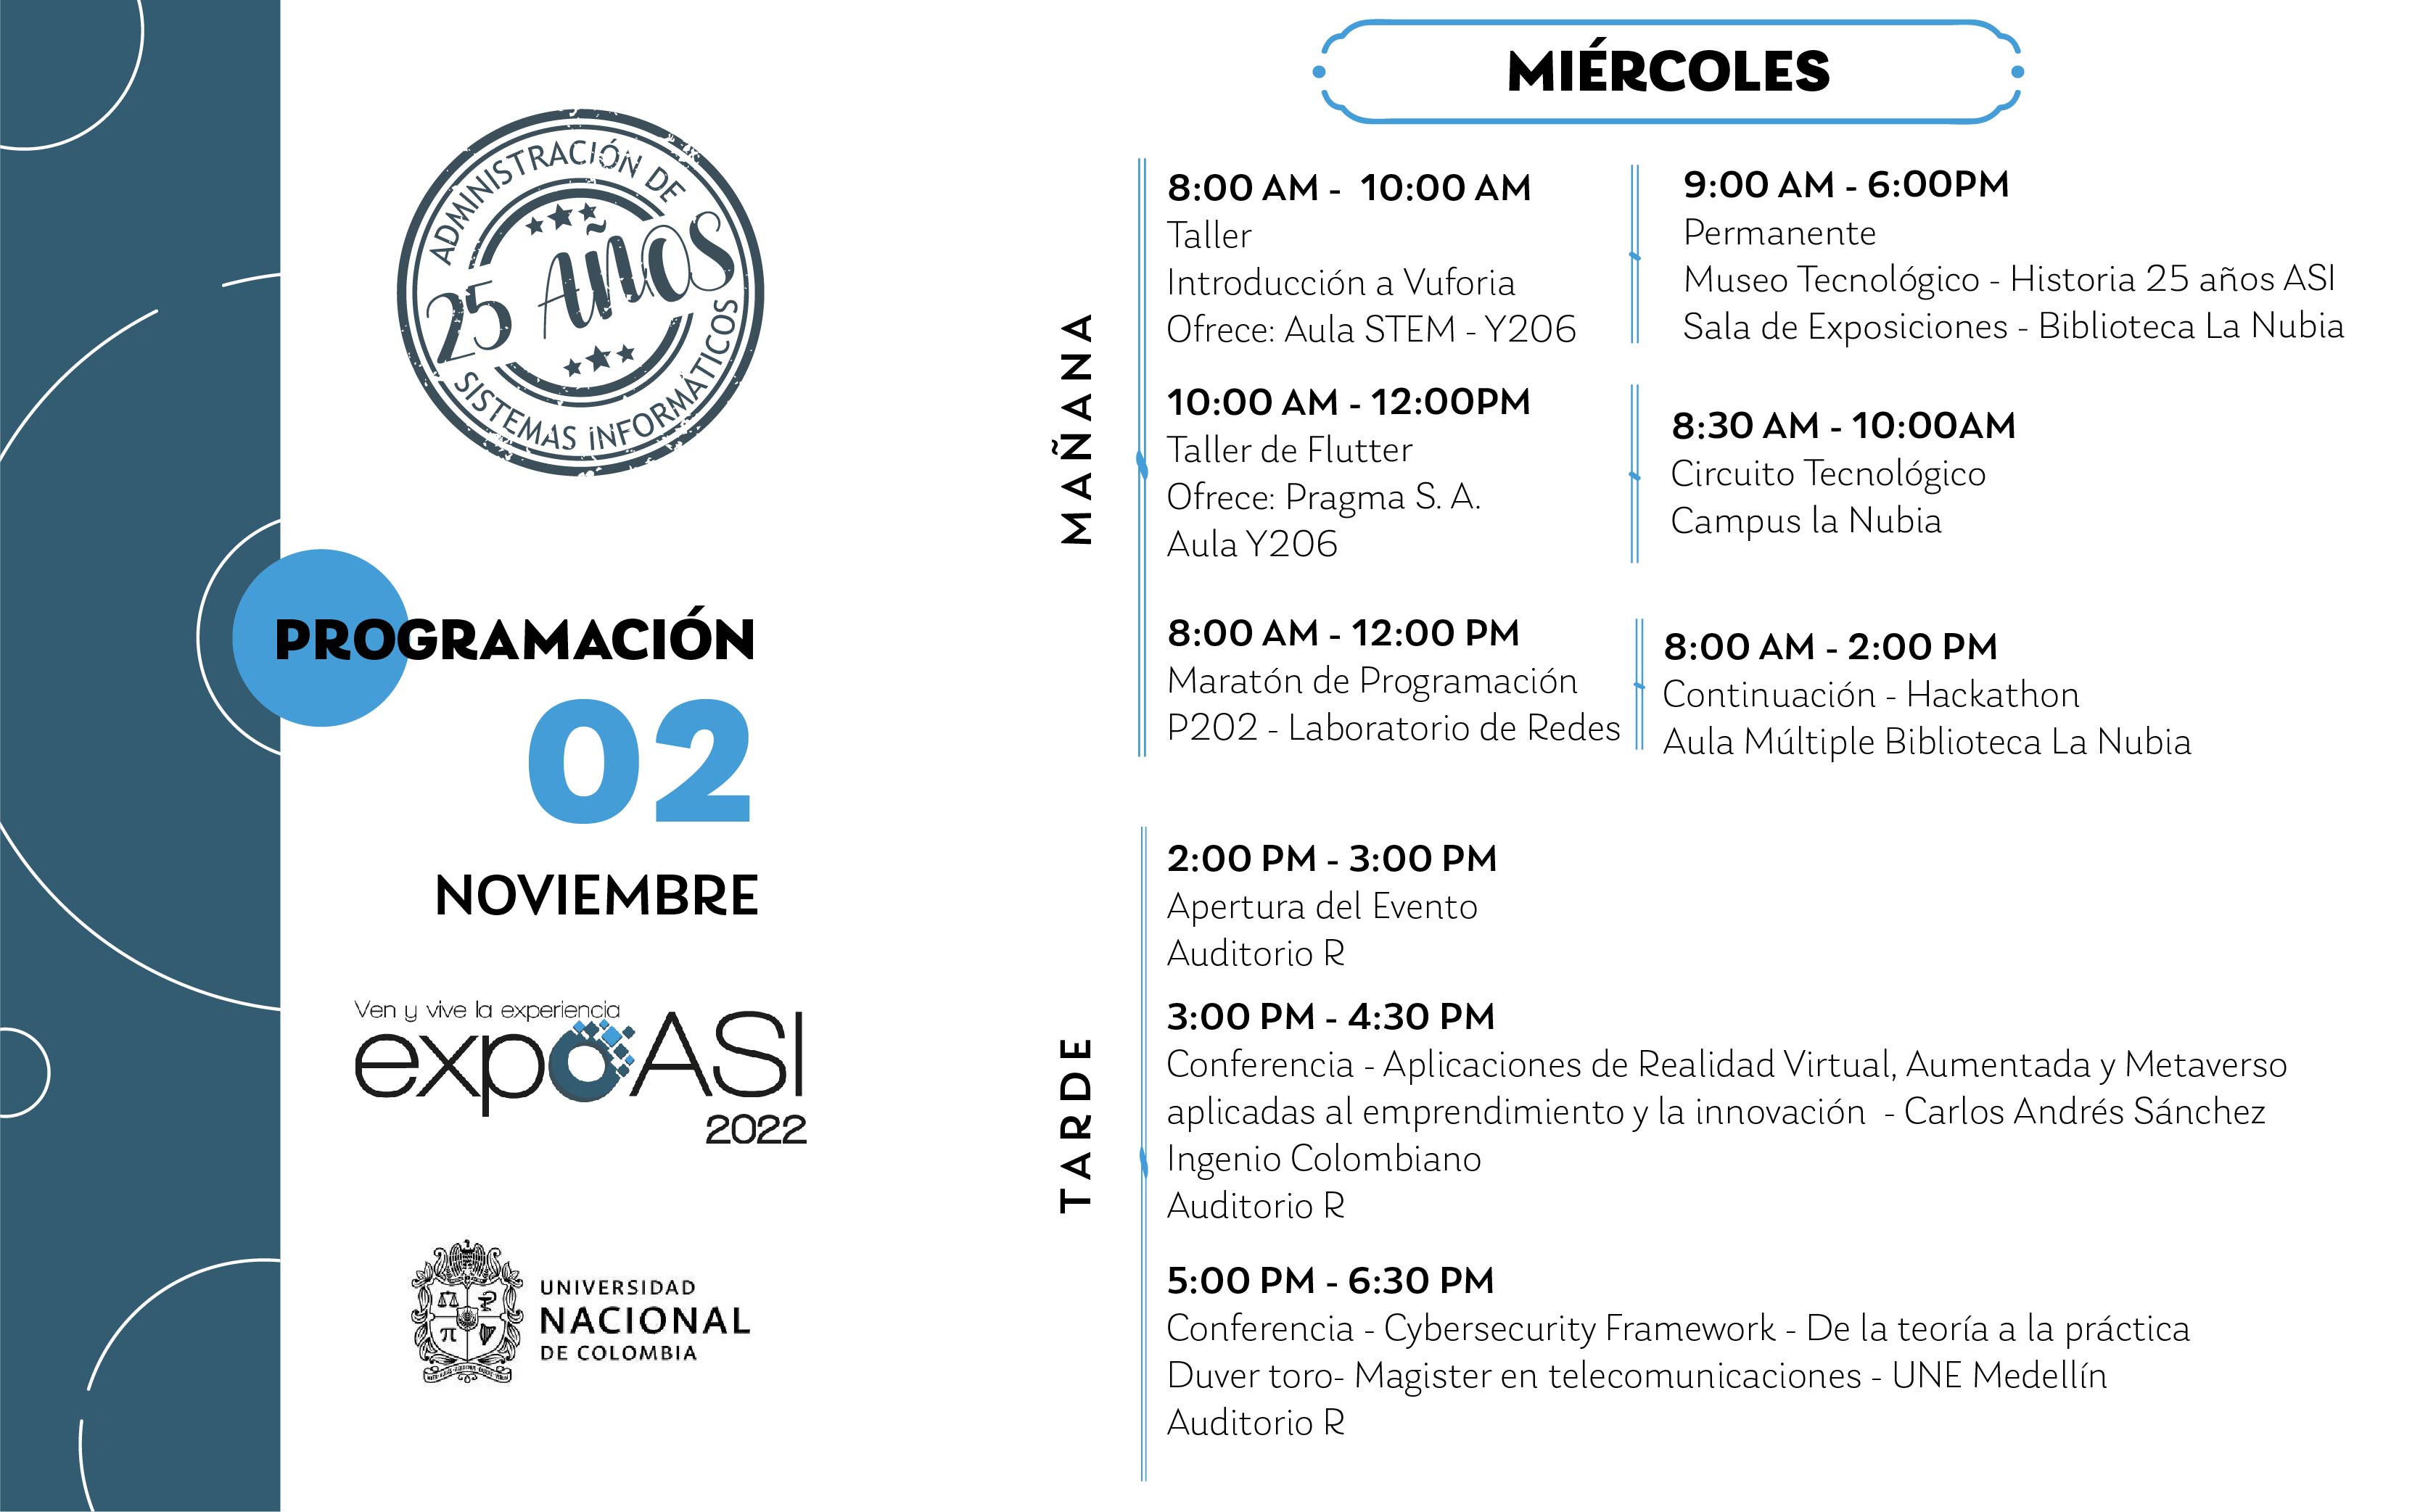 ADMINISTRACIÓN DE
25 Años
SISTEMAS INFORMÁTICOS
PROGRAMACIÓN
02
NOVIEMBRE
Ven y vive la experiencia
expoASI
2022
UNIVERSIDAD
NACIONAL
DE COLOMBIA
MIÉRCOLES
MAÑANA
8:00 AM -  10:00 AM
Taller
Introducción a Vuforia
Ofrece: Aula STEM - Y206
9:00 AM - 6:00PM
Permanente
Museo Tecnológico - Historia 25 años ASI
Sala de Exposiciones - Biblioteca La Nubia
10:00 AM - 12:00PM
Taller de Flutter
Ofrece: Pragma S. A.
Aula Y206
8:30 AM - 10:00AM
Circuito Tecnológico
Campus la Nubia
8:00 AM - 12:00 PM
Maratón de Programación
P202 - Laboratorio de Redes
8:00 AM - 2:00 PM
Continuación - Hackathon
Aula Múltiple Biblioteca La Nubia
TARDE
2:00 PM - 3:00 PM
Apertura del Evento
Auditorio R
3:00 PM - 4:30 PM
Conferencia - Aplicaciones de Realidad Virtual, Aumentada y Metaverso
aplicadas al emprendimiento y la innovación  - Carlos Andrés Sánchez
Ingenio Colombiano
Auditorio R
5:00 PM - 6:30 PM
Conferencia - Cybersecurity Framework - De la teoría a la práctica
Duver toro- Magister en telecomunicaciones - UNE Medellín
Auditorio R